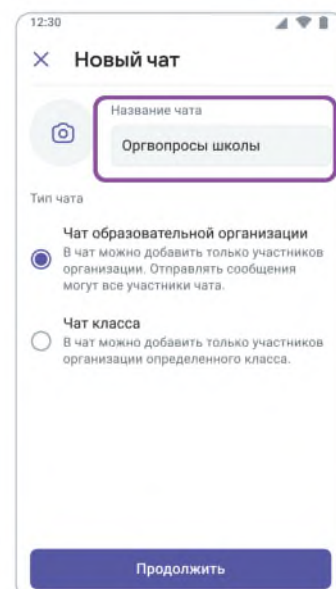 12:30
Новый чат
Название чата
Оргвопросы школы
Тип чата
Чат образовательной организации
В чат можно добавить только участников
организации. Отправлять сообщения
могут все участники чата.
Чат класса
В чат можно добавить только участников
организации определенного класса.
Продолжить